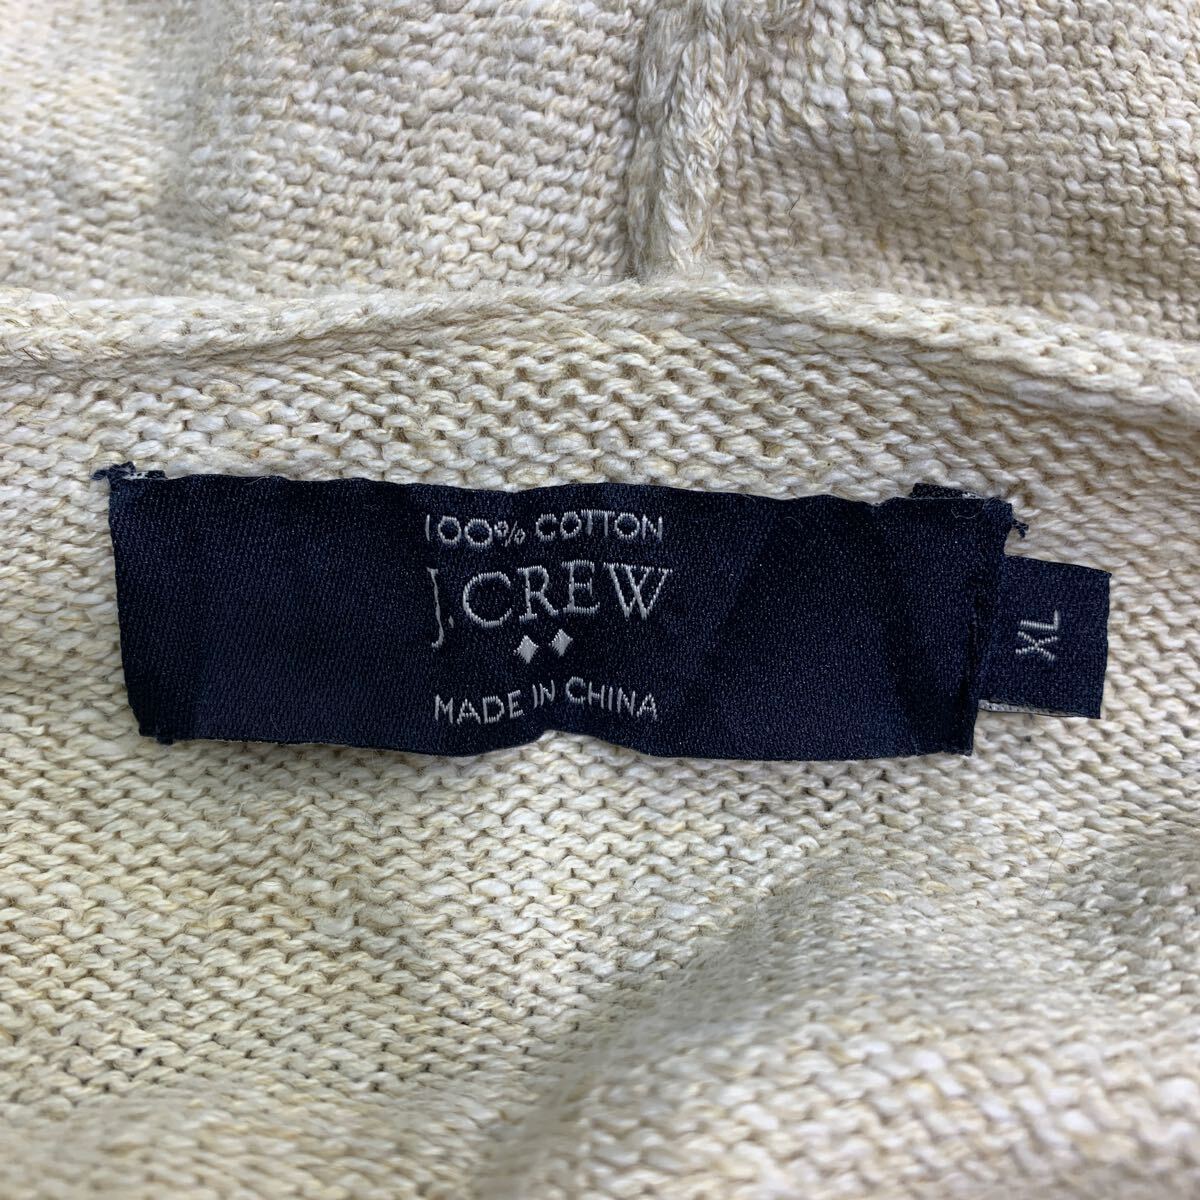 100% COTTON
J.CREW
MADE IN CHINA
XL